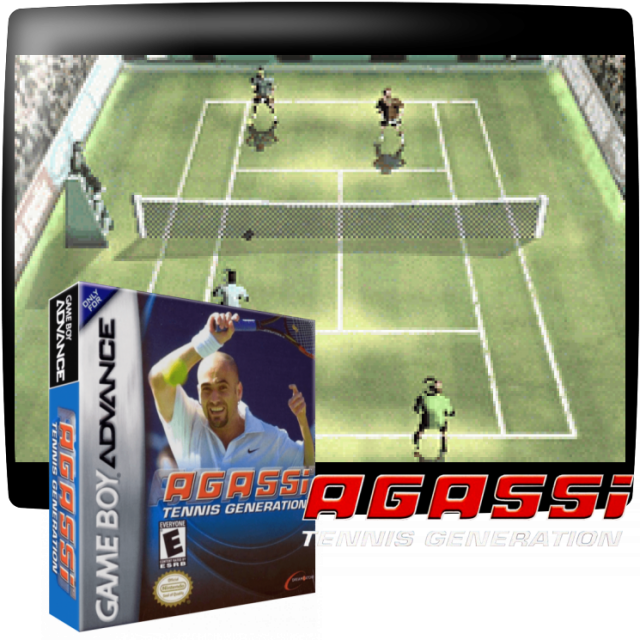 ONLY
FOR
GAME BOY
ADVANCE
GAME BOY ADVANCE
AGASSI
TENNIS GENERATION
AGASSI
TENNIS GENERATION
EVERYONE
E
ESRB
Nintendo
AGASSI
TENNIS GENERATION